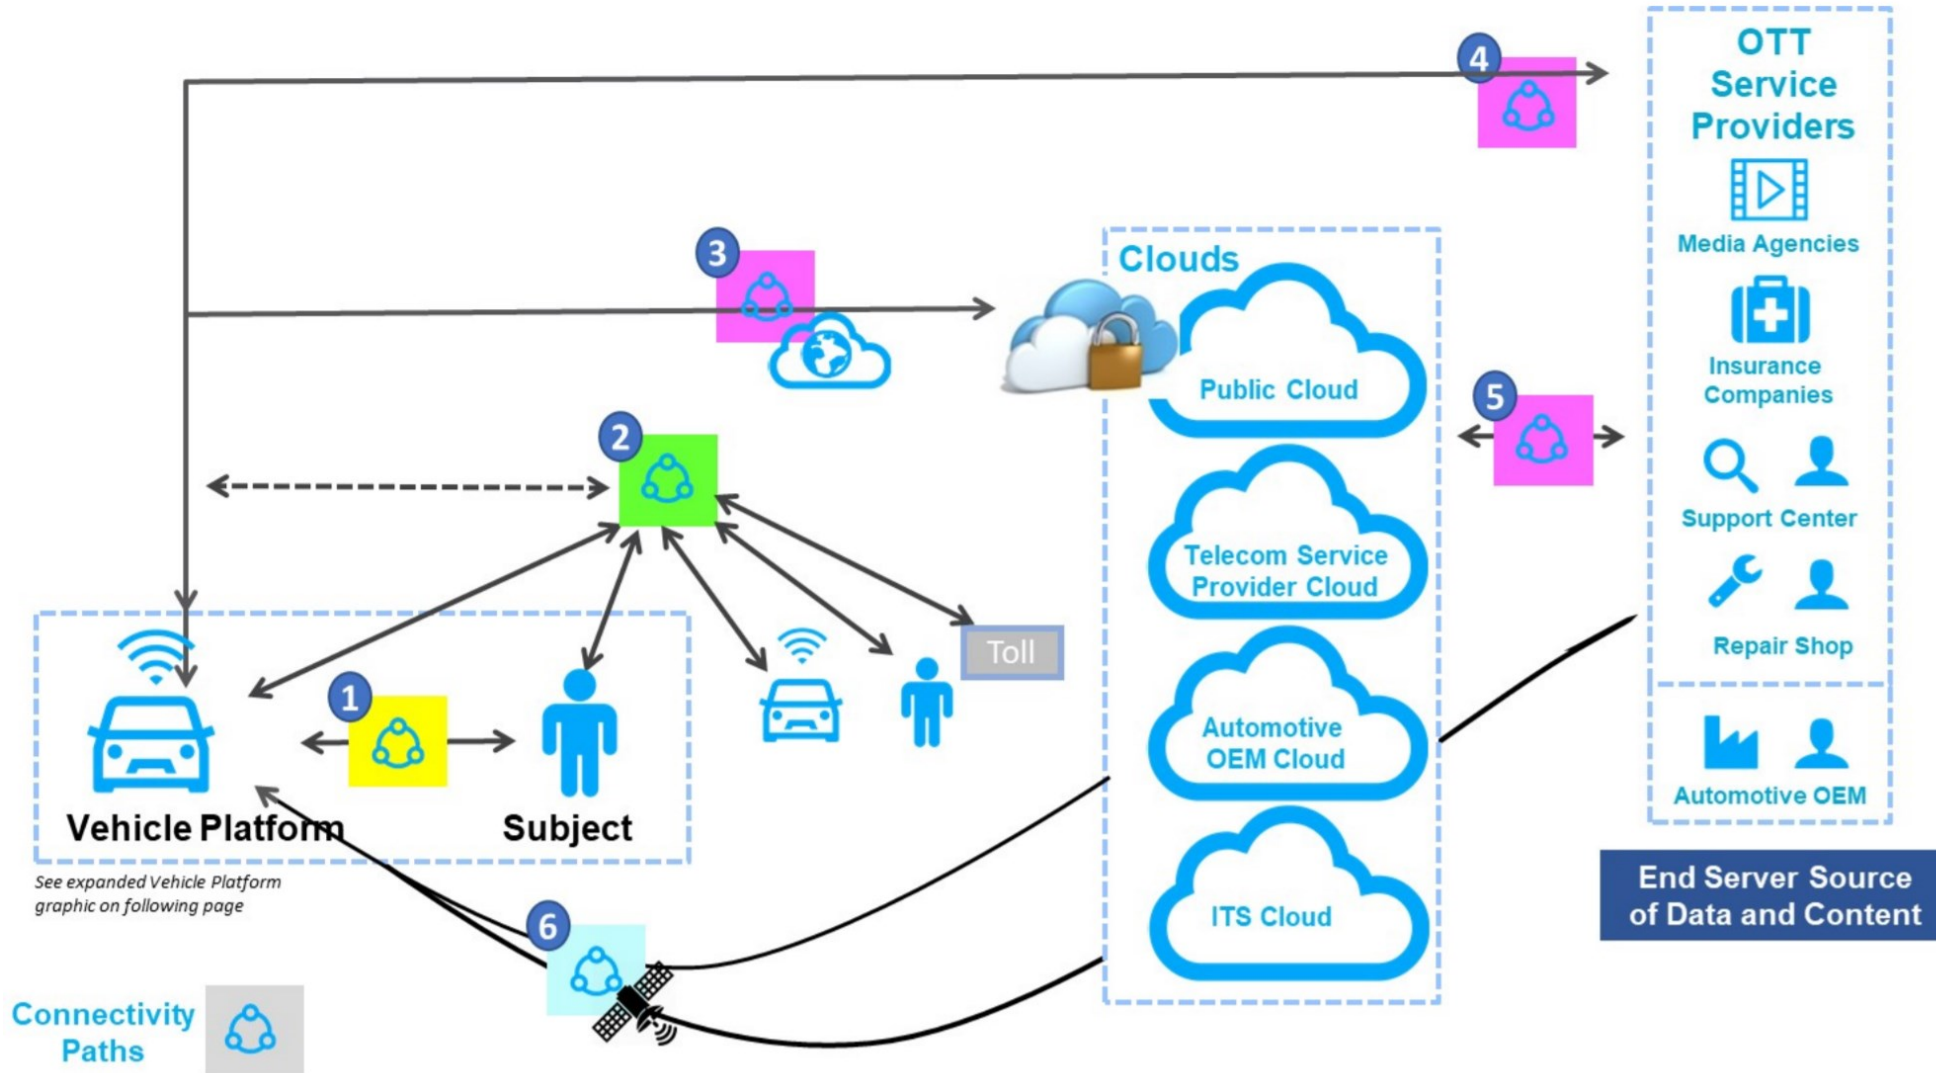 4
OTT
Service
Providers
Media Agencies
3
Clouds
Insurance
Companies
Public Cloud
5
2
Support Center
Telecom Service
Provider Cloud
Toll
Repair Shop
1
Automotive
OEM Cloud
Automotive OEM
Vehicle Platform
Subject
See expanded Vehicle Platform
graphic on following page
End Server Source
of Data and Content
6
ITS Cloud
Connectivity
Paths